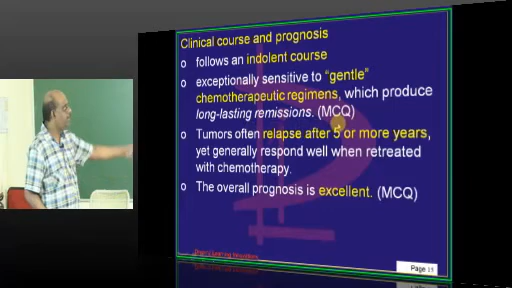 Clinical course and prognosis
o follows an indolent course
o exceptionally sensitive to “gentle”
chemotherapeutic regimens, which produce
long-lasting remissions. (MCQ)
o Tumors often relapse after 5 or more years,
yet generally respond well when retreated
with chemotherapy.
o The overall prognosis is excellent. (MCQ)
Page 13